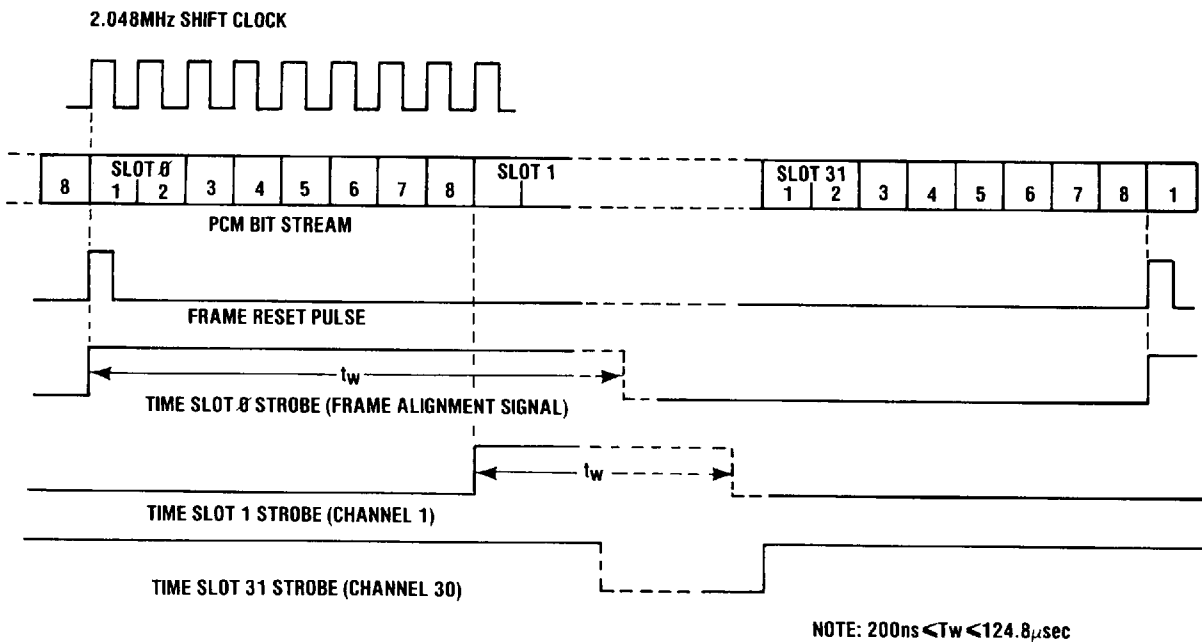 2.048MHz SHIFT CLOCK
SLOT 0 SLOT 1 SLOT 31
8 1 2 3 4 5 6 7 8 1 2 3 4 5 6 7 8 1
PCM BIT STREAM
FRAME RESET PULSE
tw
TIME SLOT 0 STROBE (FRAME ALIGNMENT SIGNAL)
tw
TIME SLOT 1 STROBE (CHANNEL 1)
TIME SLOT 31 STROBE (CHANNEL 30)
NOTE: 200ns ≤ Tw ≤ 124.8μsec